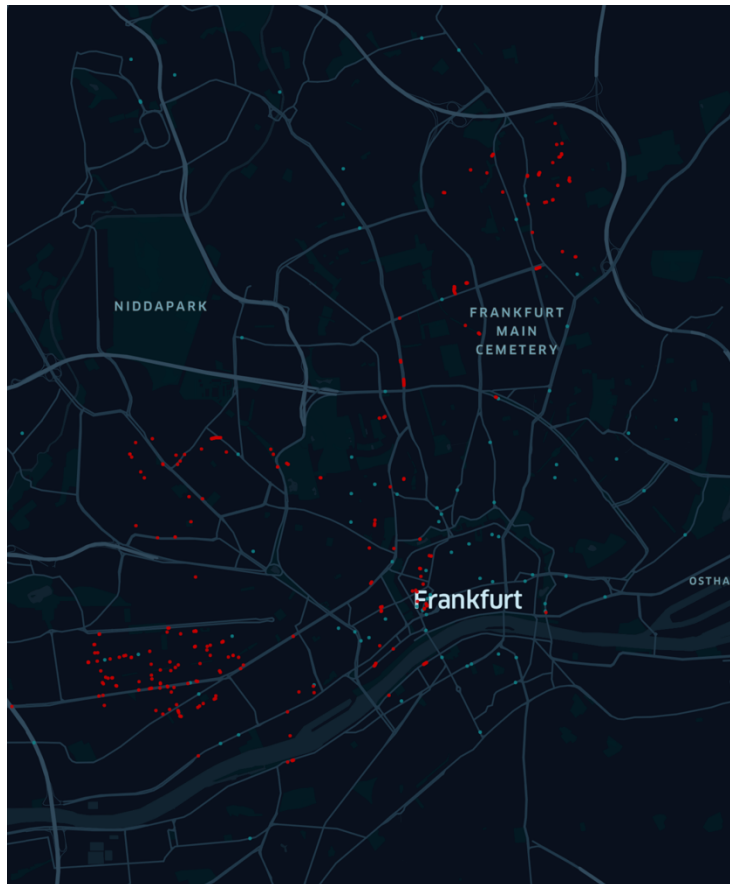 NIDDAPARK
FRANKFURT
MAIN
CEMETERY
OSTHA
Frankfurt